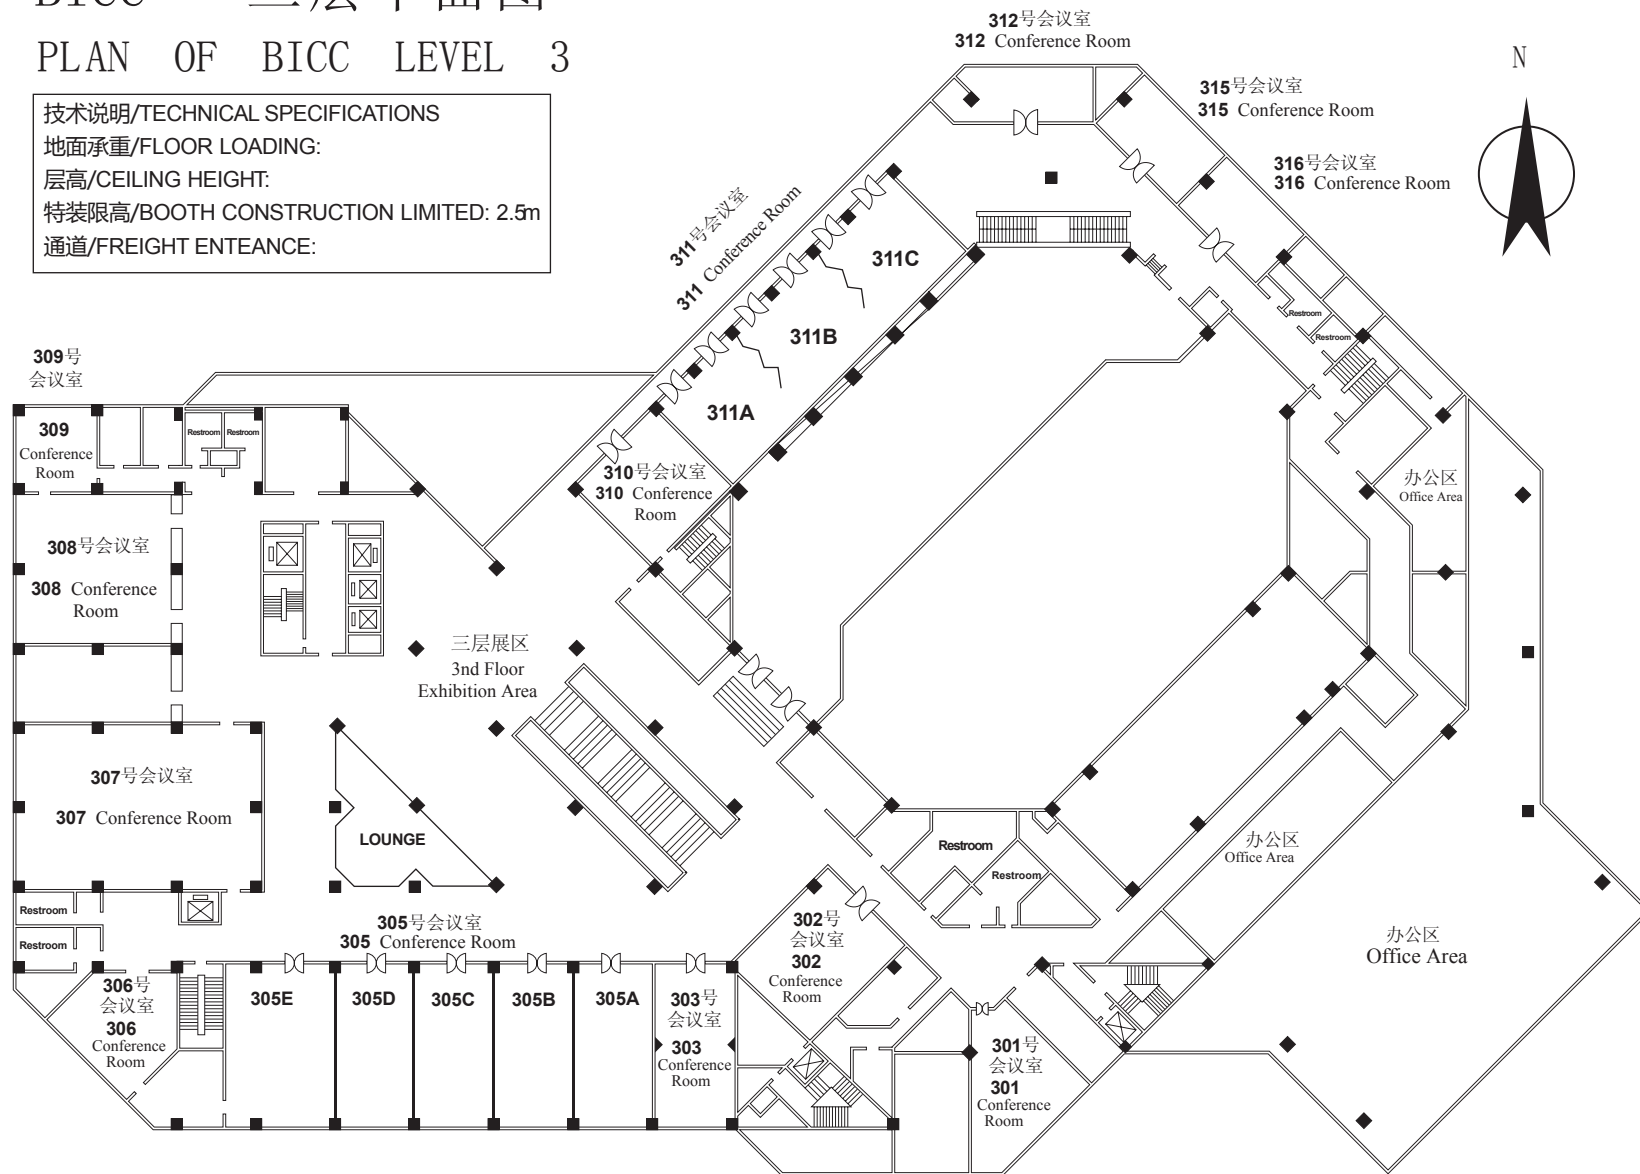 BICC 三层平面图
PLAN OF BICC LEVEL 3
技术说明/TECHNICAL SPECIFICATIONS
地面承重/FLOOR LOADING:
层高/CEILING HEIGHT:
特装限高/BOOTH CONSTRUCTION LIMITED: 2.5m
通道/FREIGHT ENTEANCE:
312号会议室
312 Conference Room
N
315号会议室
315 Conference Room
316号会议室
316 Conference Room
311号会议室
311 Conference Room
311C
311B
311A
Restroom
Restroom
309号
会议室
309
Conference
Room
Restroom
Restroom
310号会议室
310 Conference
Room
办公区
Office Area
308号会议室
308 Conference
Room
三层展区
3nd Floor
Exhibition Area
307号会议室
307 Conference Room
LOUNGE
Restroom
Restroom
办公区
Office Area
Restroom
Restroom
305号会议室
305 Conference Room
302号
会议室
302
Conference
Room
办公区
Office Area
306号
会议室
306
Conference
Room
305E
305D
305C
305B
305A
303号
会议室
303
Conference
Room
301号
会议室
301
Conference
Room